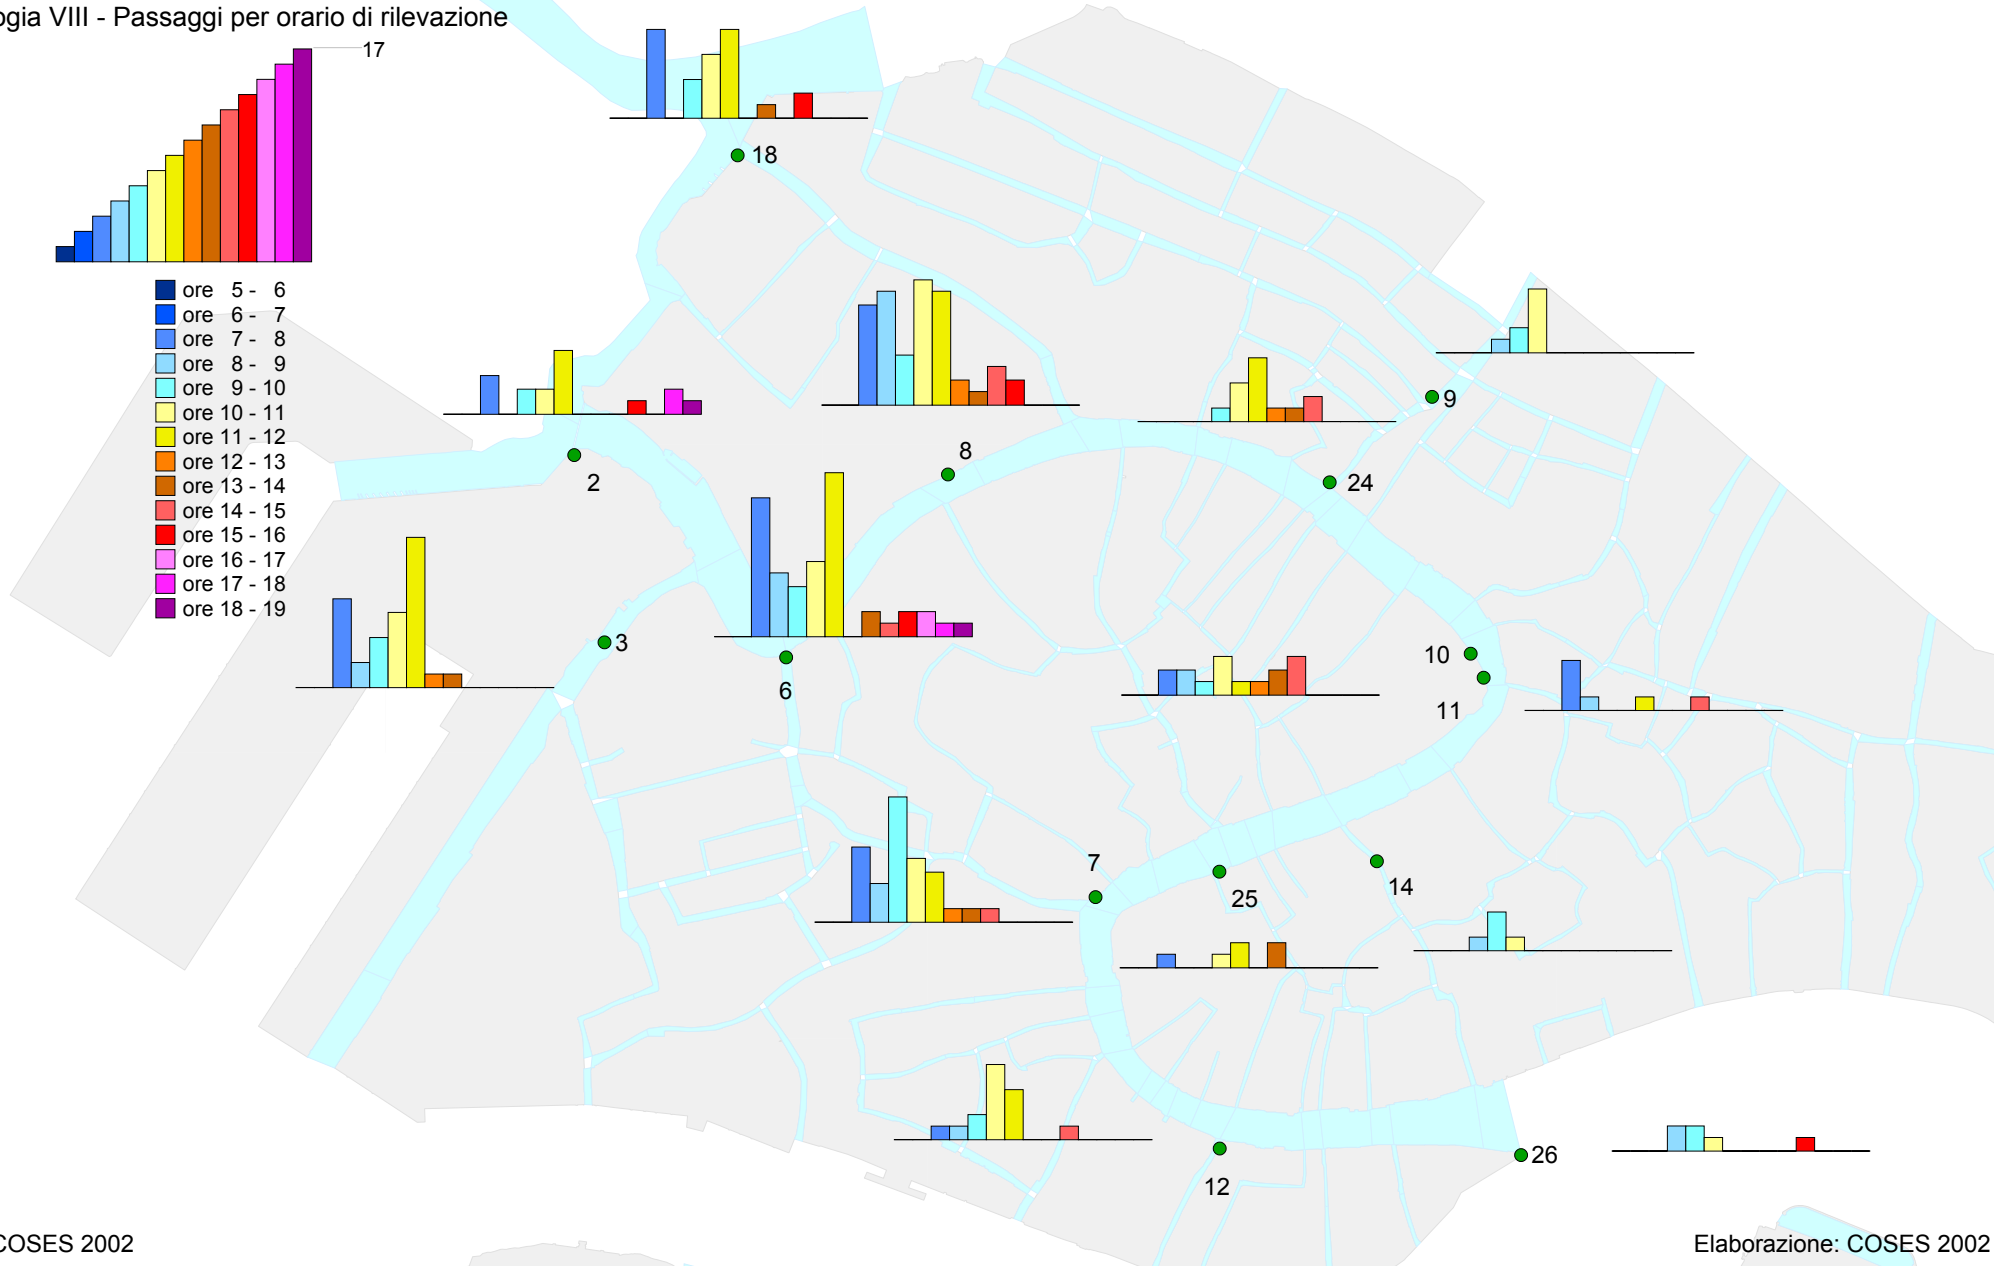 ogia VIII - Passaggi per orario di rilevazione
17
ore 5 - 6
ore 6 - 7
ore 7 - 8
ore 8 - 9
ore 9 - 10
ore 10 - 11
ore 11 - 12
ore 12 - 13
ore 13 - 14
ore 14 - 15
ore 15 - 16
ore 16 - 17
ore 17 - 18
ore 18 - 19
18
9
8
2
24
3
10
6
11
7
14
25
26
12
COSES 2002
Elaborazione: COSES 2002